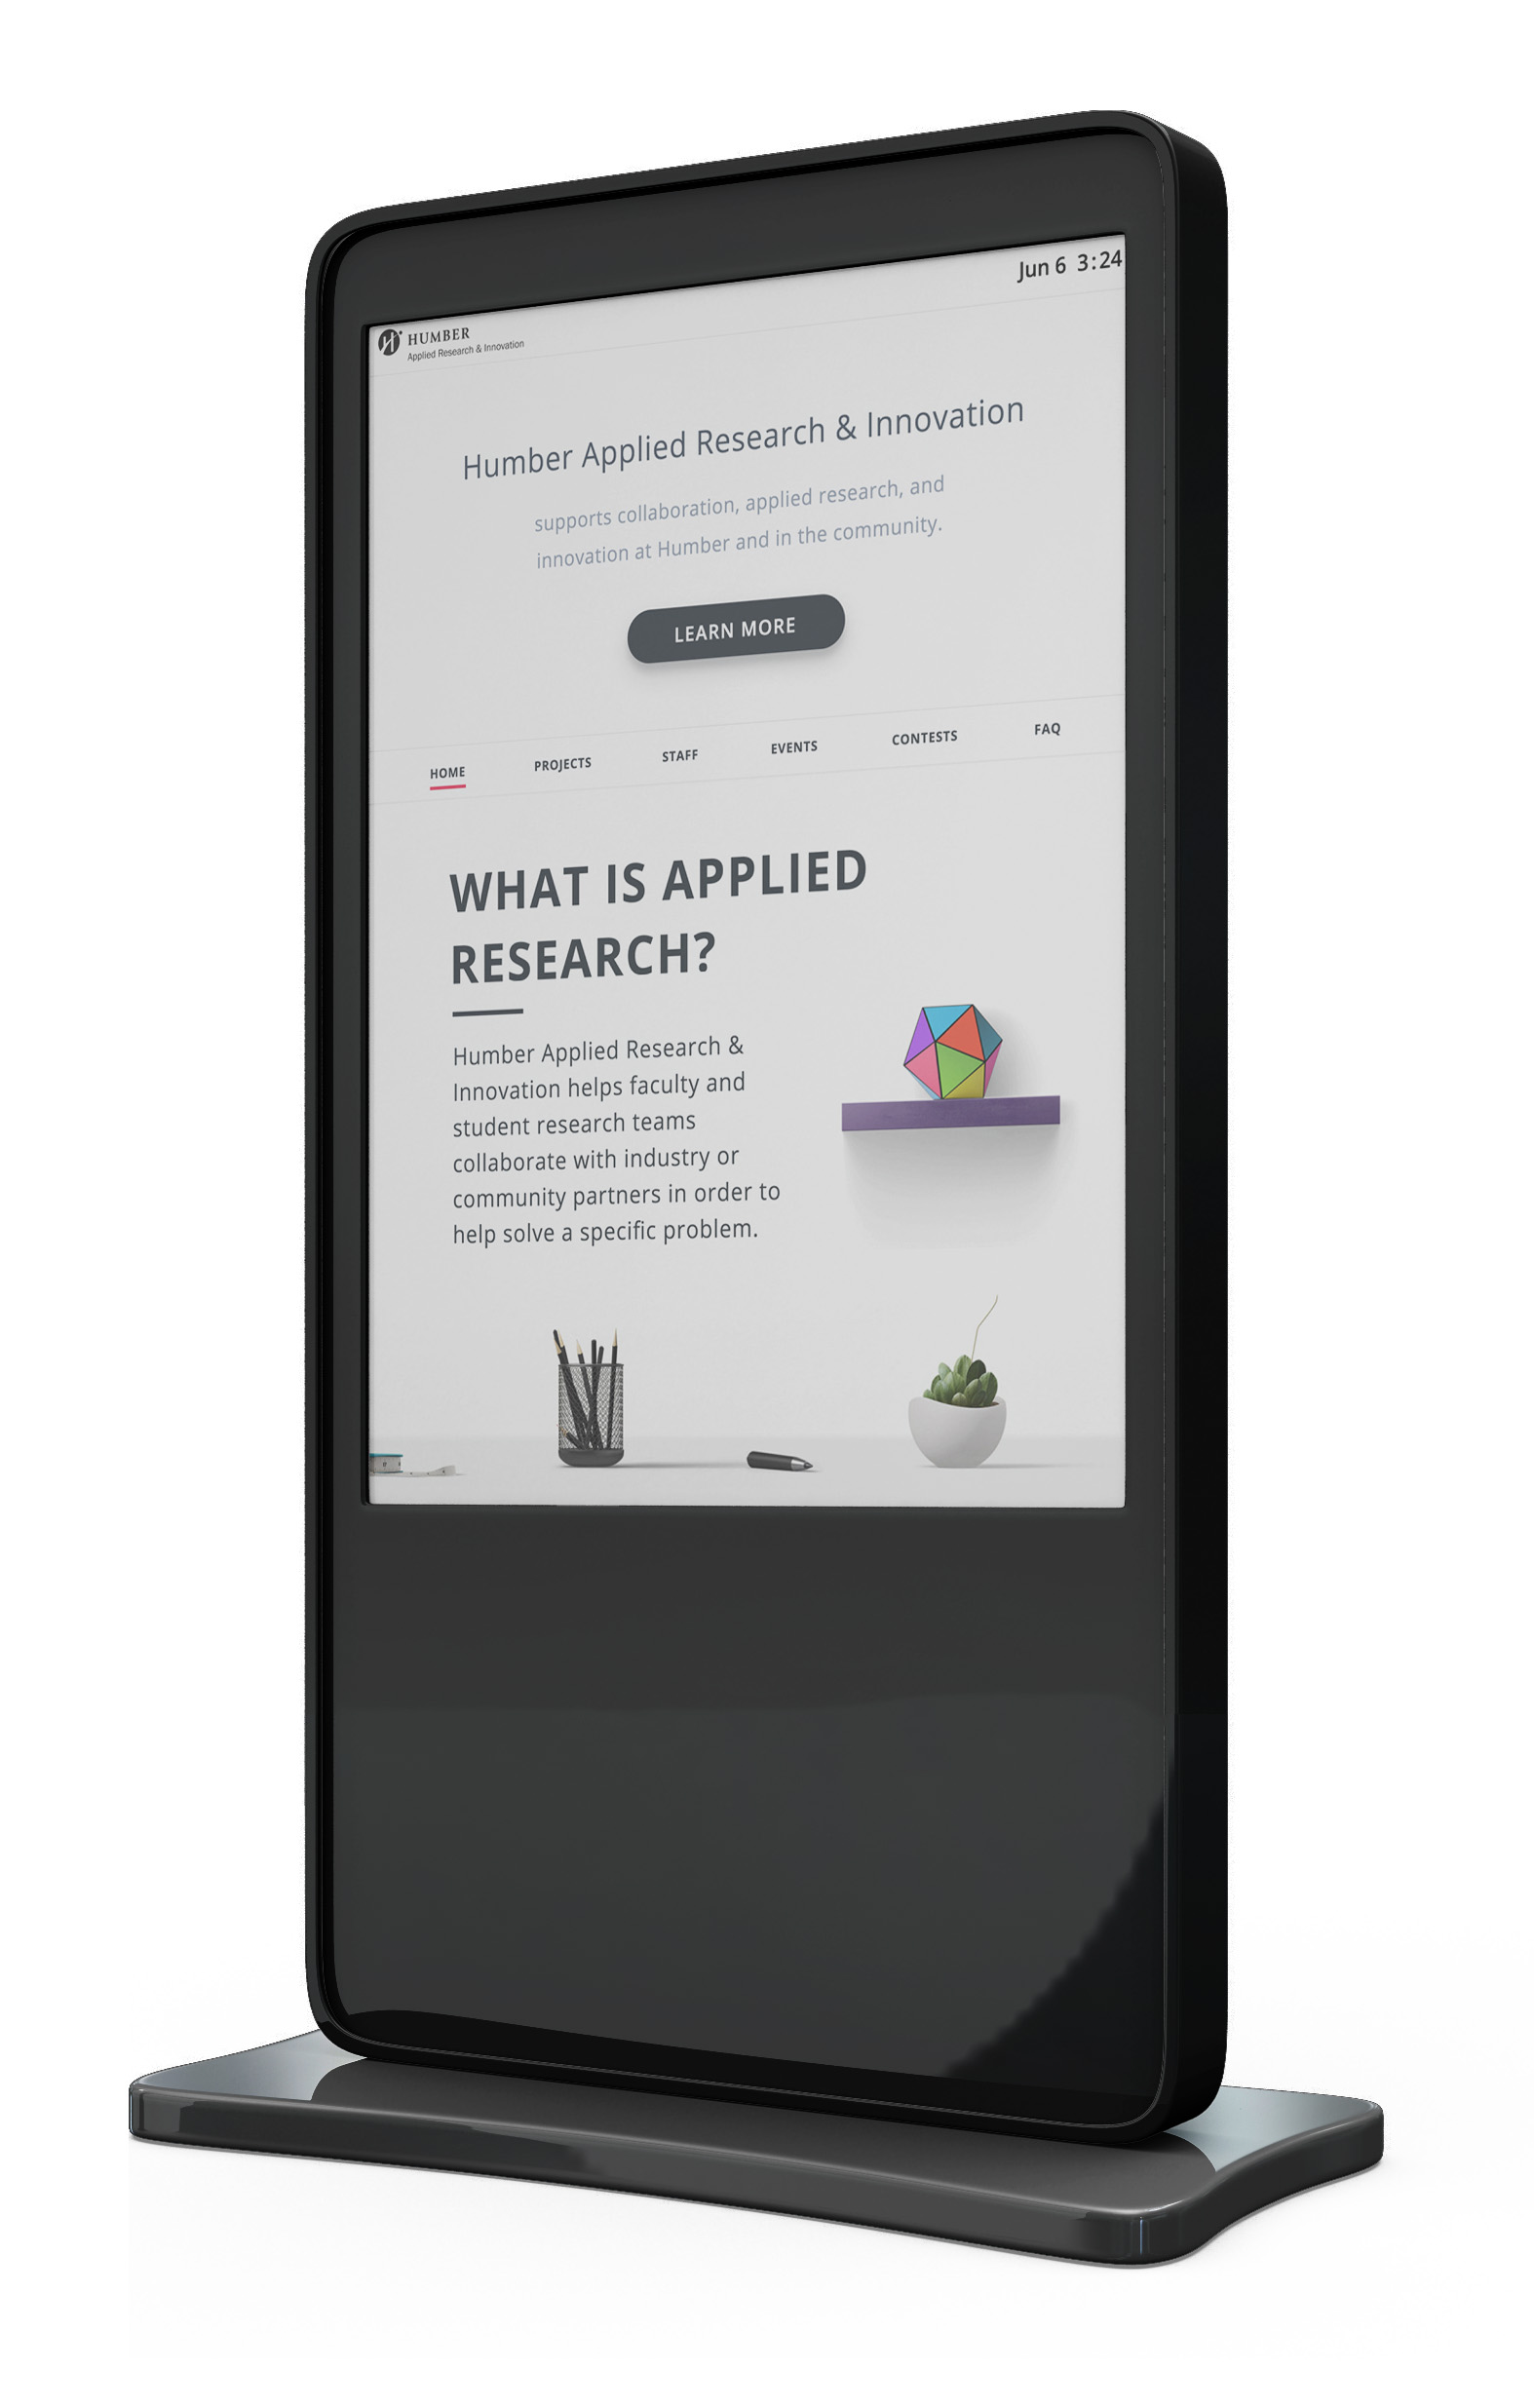 Jun 6 3:24
HUMBER
Applied Research & Innovation
Humber Applied Research & Innovation
supports collaboration, applied research, and
innovation at Humber and in the community.
LEARN MORE
HOME PROJECTS STAFF EVENTS CONTESTS FAQ
WHAT IS APPLIED
RESEARCH?
Humber Applied Research &
Innovation helps faculty and
student research teams
collaborate with industry or
community partners in order to
help solve a specific problem.